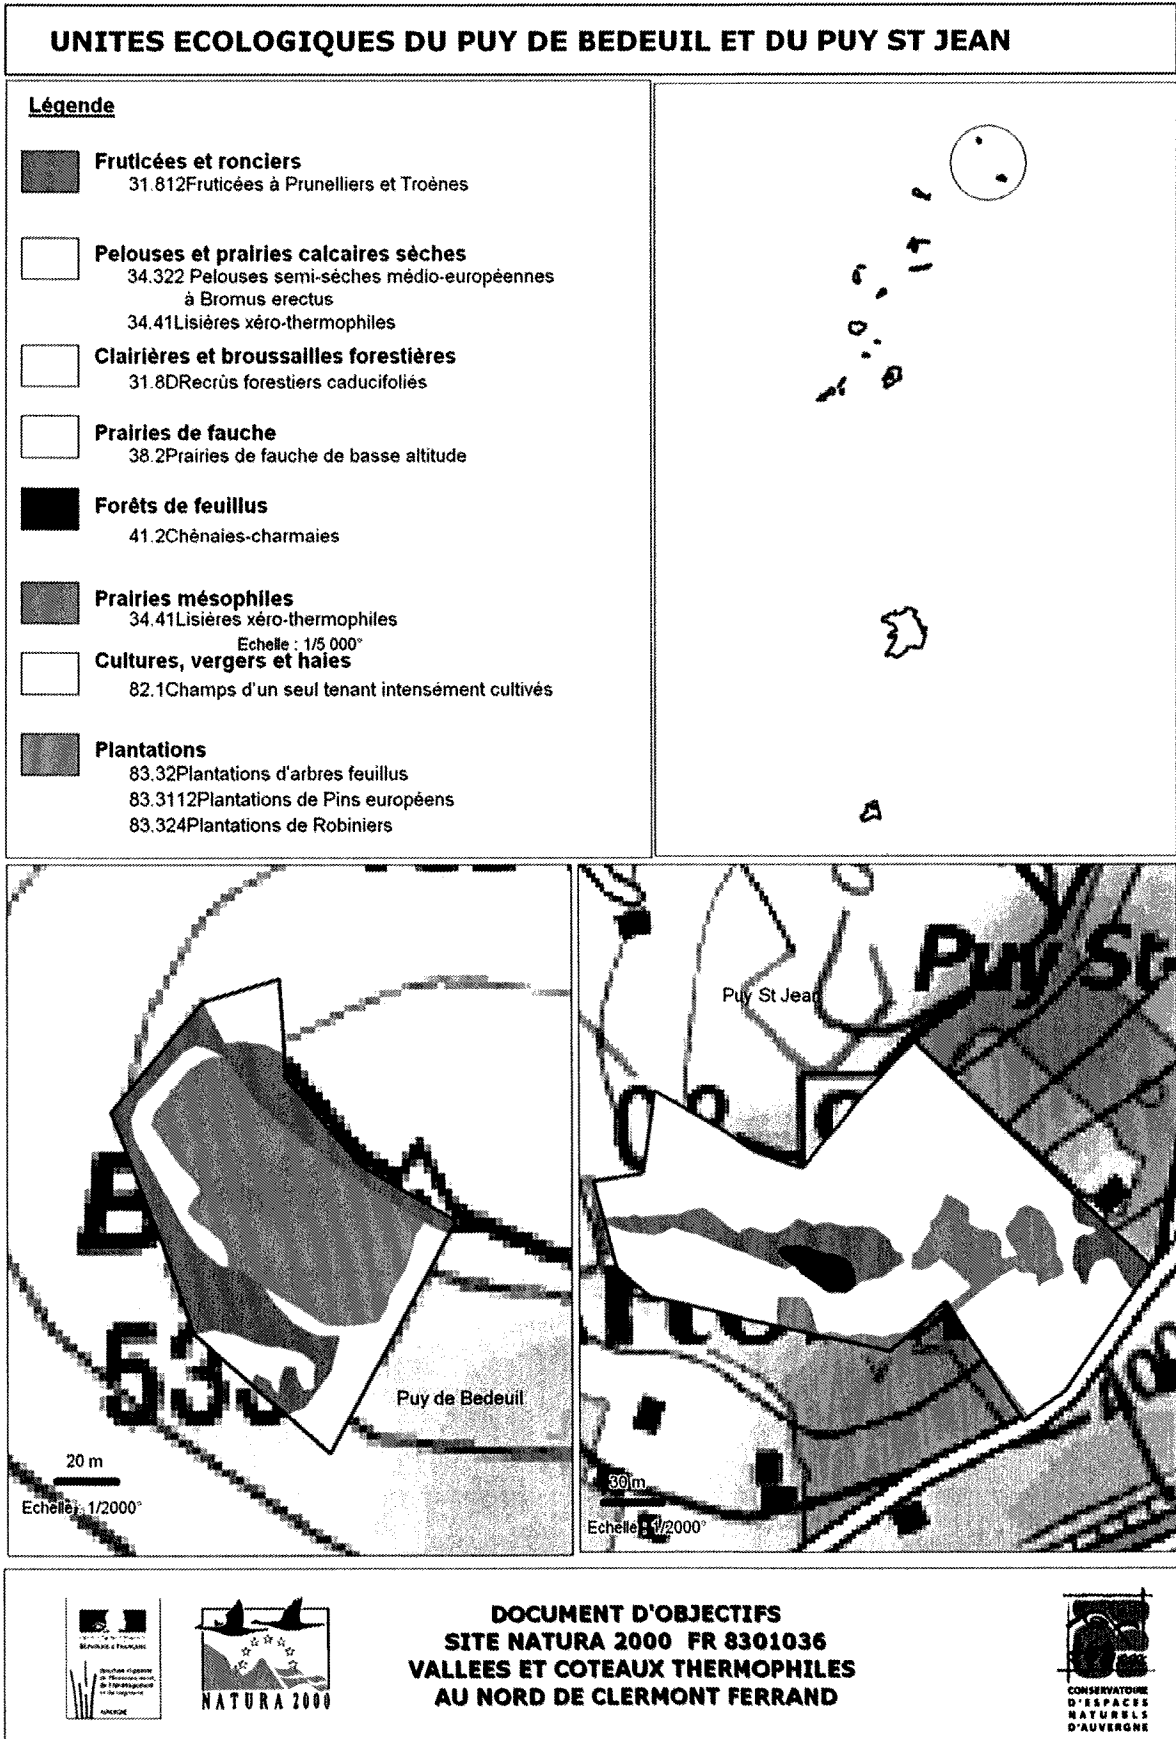 UNITES ECOLOGIQUES DU PUY DE BEDEUIL ET DU PUY ST JEAN
Légende
Fruticées et ronciers
31.812Fruticées à Prunelliers et Troènes
Pelouses et prairies calcaires sèches
34.322 Pelouses semi-sèches médio-européennes
à Bromus erectus
34.41Lisières xéro-thermophiles
Clairières et broussailles forestières
31.8DRecrûs forestiers caducifoliés
Prairies de fauche
38.2Prairies de fauche de basse altitude
Forêts de feuillus
41.2Chênaies-charmaies
Prairies mésophiles
34.41Lisières xéro-thermophiles
Echelle : 1/5 000°
Cultures, vergers et haies
82.1Champs d'un seul tenant intensément cultivés
Plantations
83.32Plantations d'arbres feuillus
83.3112Plantations de Pins européens
83.324Plantations de Robiniers
B
53
Puy de Bedeuil
20 m
Echelle : 1/2000°
Puy St
Puy St Jean
400
30 m
Echelle : 1/2000°
NATURA 2000
DOCUMENT D'OBJECTIFS
SITE NATURA 2000 FR 8301036
VALLEES ET COTEAUX THERMOPHILES
AU NORD DE CLERMONT FERRAND
CONSERVATOIRE
D'ESPACES
NATURELS
D'AUVERGNE